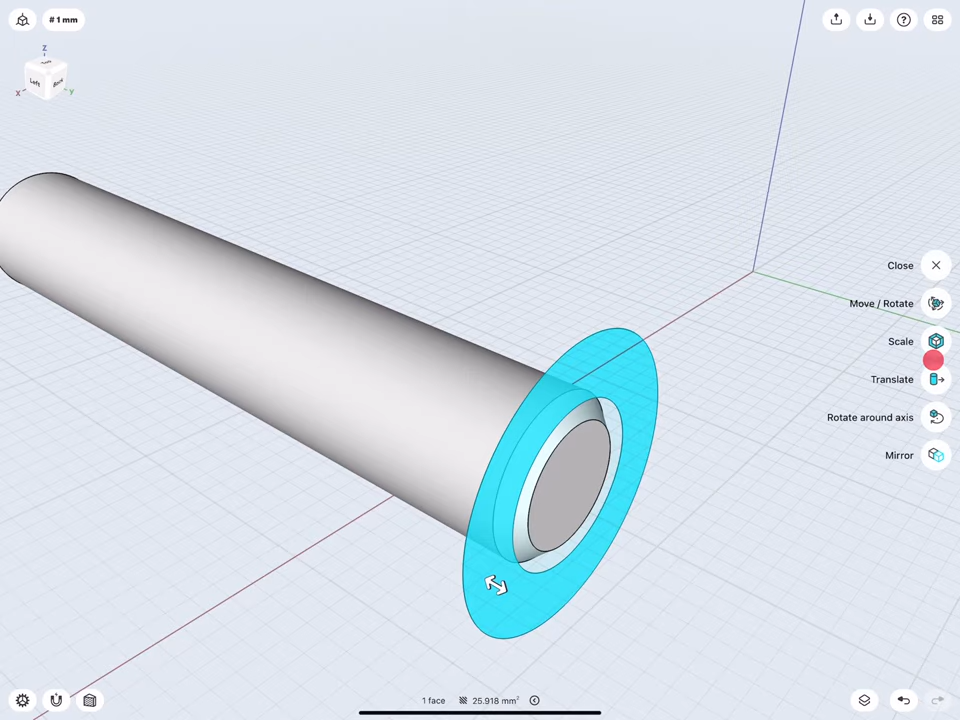 # 1 mm
Z
Left
Back
X
y
Close
Move / Rotate
Scale
Translate
Rotate around axis
Mirror
1 face 25.918 mm²